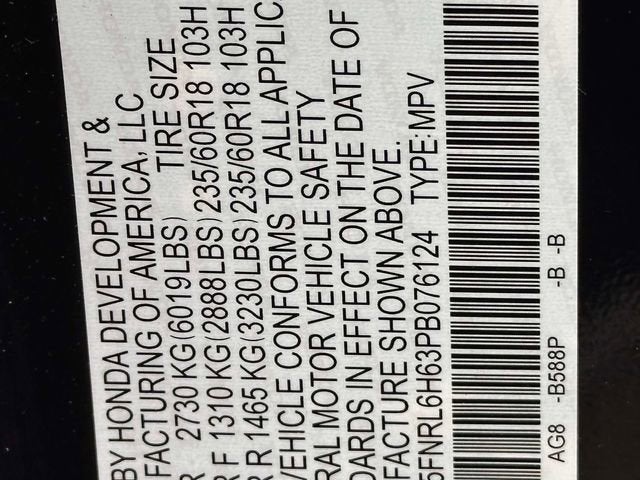 BY HONDA DEVELOPMENT &
FACTURING OF AMERICA, LLC
R 2730 KG(6019LBS) TIRE SIZE
R F 1310 KG(2888LBS)235/60R18 103H
R R 1465 KG(3230LBS)235/60R18 103H
VEHICLE CONFORMS TO ALL APPLIC
RAL MOTOR VEHICLE SAFETY
DARDS IN EFFECT ON THE DATE OF
FACTURE SHOWN ABOVE.
5FNRL6H63PB076124 TYPE:MPV
AG8 -B588P -B -B